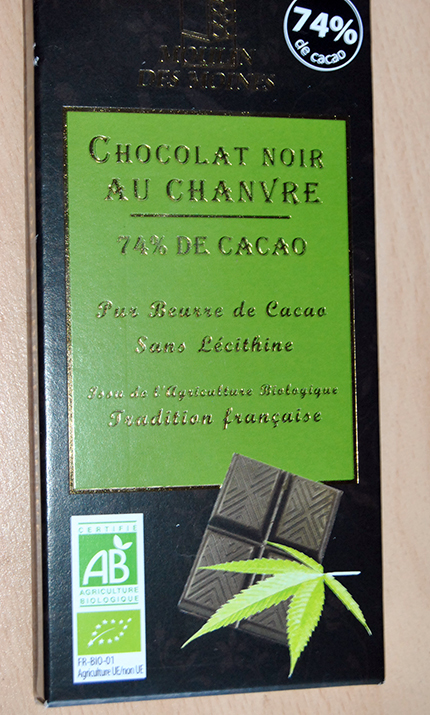 74%
de cacao
MOULIN
DES MOINES
CHOCOLAT NOIR
AU CHANVRE
74% DE CACAO
Pur Beurre de Cacao
Sans Lécithine
Issu de l'Agriculture Biologique
Tradition française
CERTIFIÉ
AB
AGRICULTURE
BIOLOGIQUE
FR-BIO-01
Agriculture UE/non UE